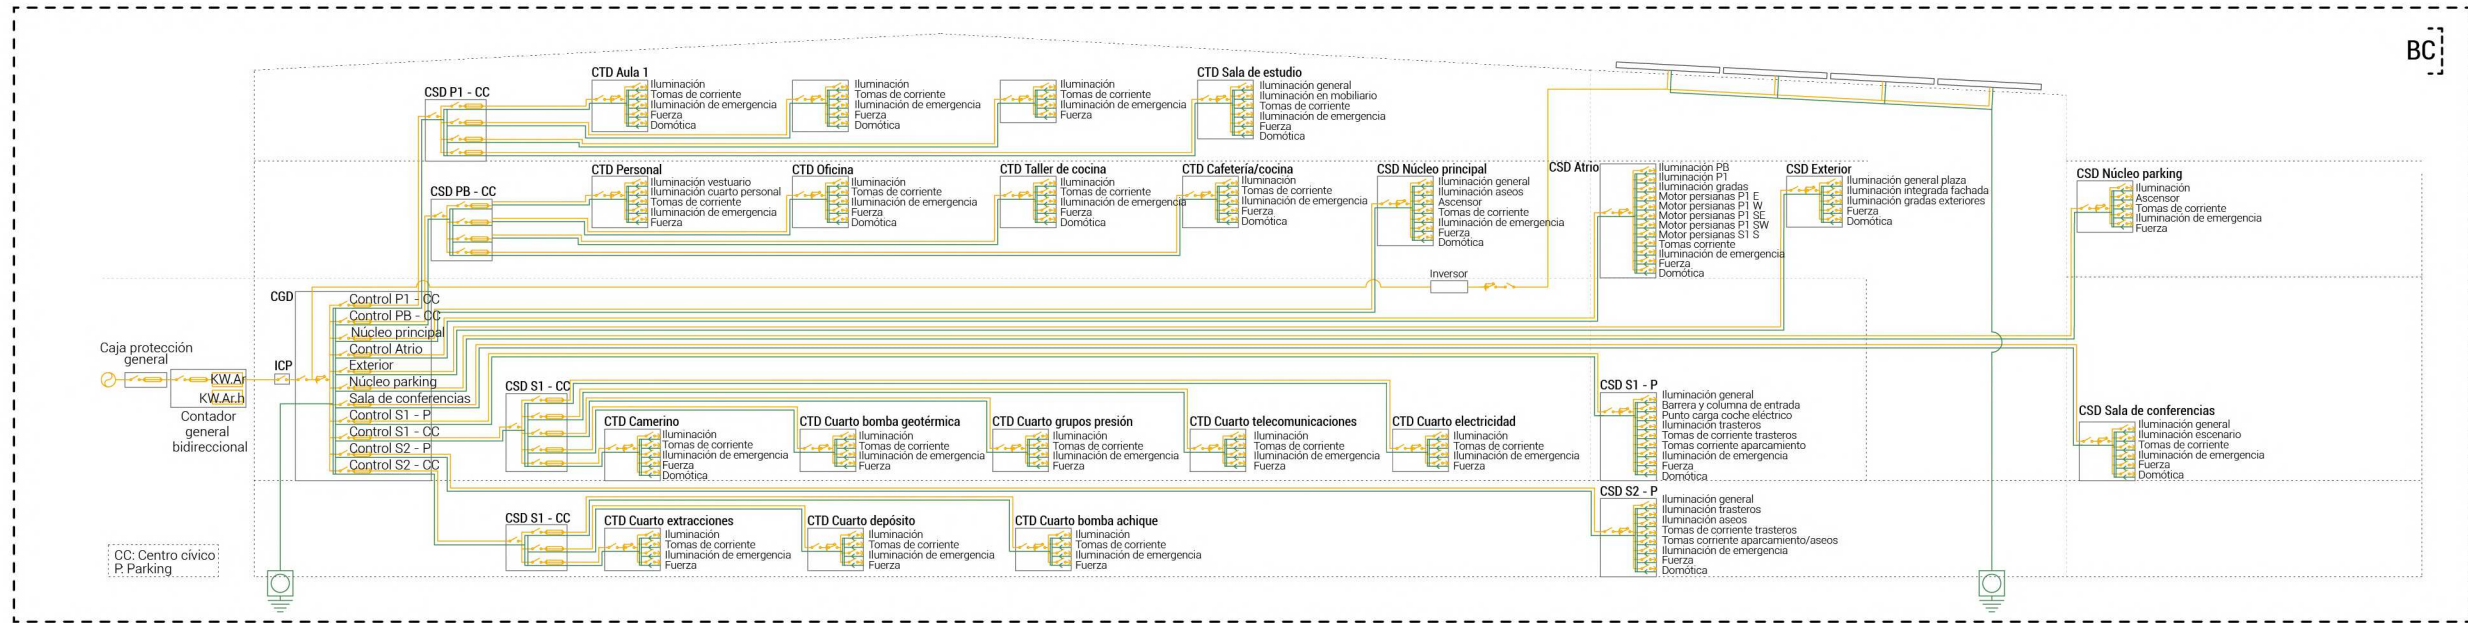 BC
CSD P1 - CC
CTD Aula 1
Iluminación
Tomas de corriente
Iluminación de emergencia
Fuerza
Domótica
Iluminación
Tomas de corriente
Iluminación de emergencia
Fuerza
Domótica
Iluminación
Tomas de corriente
Iluminación de emergencia
Fuerza
CTD Sala de estudio
Iluminación general
Iluminación en mobiliario
Tomas de corriente
Iluminación de emergencia
Fuerza
Domótica
CSD PB - CC
CTD Personal
Iluminación vestuario
Iluminación cuarto personal
Tomas de corriente
Iluminación de emergencia
Fuerza
CTD Oficina
Iluminación
Tomas de corriente
Iluminación de emergencia
Fuerza
Domótica
CTD Taller de cocina
Iluminación
Tomas de corriente
Iluminación de emergencia
Fuerza
Domótica
CTD Cafetería/cocina
Iluminación
Tomas de corriente
Iluminación de emergencia
Fuerza
Domótica
CSD Núcleo principal
Iluminación general
Iluminación aseos
Ascensor
Tomas de corriente
Iluminación de emergencia
Fuerza
Domótica
CSD Atrio
Iluminación PB
Iluminación P1
Iluminación gradas
Motor persianas P1 E
Motor persianas P1 W
Motor persianas P1 SE
Motor persianas P1 SW
Motor persianas S1 S
Tomas corriente
Iluminación de emergencia
Fuerza
Domótica
CSD Exterior
Iluminación general plaza
Iluminación integrada fachada
Iluminación gradas exteriores
Fuerza
Domótica
CSD Núcleo parking
Iluminación
Ascensor
Tomas de corriente
Iluminación de emergencia
Fuerza
Inversor
CGD
Control P1 - CC
Control PB - CC
Núcleo principal
Control Atrio
Exterior
Núcleo parking
Sala de conferencias
Control S1 - P
Control S1 - CC
Control S2 - P
Control S2 - CC
Caja protección
general
ICP
KW.Ar
KW.Ar.h
Contador
general
bidireccional
CSD S1 - CC
CTD Camerino
Iluminación
Tomas de corriente
Iluminación de emergencia
Fuerza
Domótica
CTD Cuarto bomba geotérmica
Iluminación
Tomas de corriente
Iluminación de emergencia
Fuerza
CTD Cuarto grupos presión
Iluminación
Tomas de corriente
Iluminación de emergencia
Fuerza
CTD Cuarto telecomunicaciones
Iluminación
Tomas de corriente
Iluminación de emergencia
Fuerza
CTD Cuarto electricidad
Iluminación
Tomas de corriente
Iluminación de emergencia
Fuerza
CSD S1 - P
Iluminación general
Barrera y columna de entrada
Punto carga coche eléctrico
Iluminación trasteros
Tomas de corriente trasteros
Tomas corriente aparcamiento
Iluminación de emergencia
Fuerza
Domótica
CSD Sala de conferencias
Iluminación general
Iluminación escenario
Tomas de corriente
Iluminación de emergencia
Fuerza
Domótica
CSD S1 - CC
CTD Cuarto extracciones
Iluminación
Tomas de corriente
Iluminación de emergencia
Fuerza
CTD Cuarto depósito
Iluminación
Tomas de corriente
Iluminación de emergencia
Fuerza
CTD Cuarto bomba achique
Iluminación
Tomas de corriente
Iluminación de emergencia
Fuerza
CSD S2 - P
Iluminación general
Iluminación trasteros
Iluminación aseos
Tomas de corriente trasteros
Tomas corriente aparcamiento/aseos
Iluminación de emergencia
Fuerza
Domótica
CC: Centro cívico
P: Parking